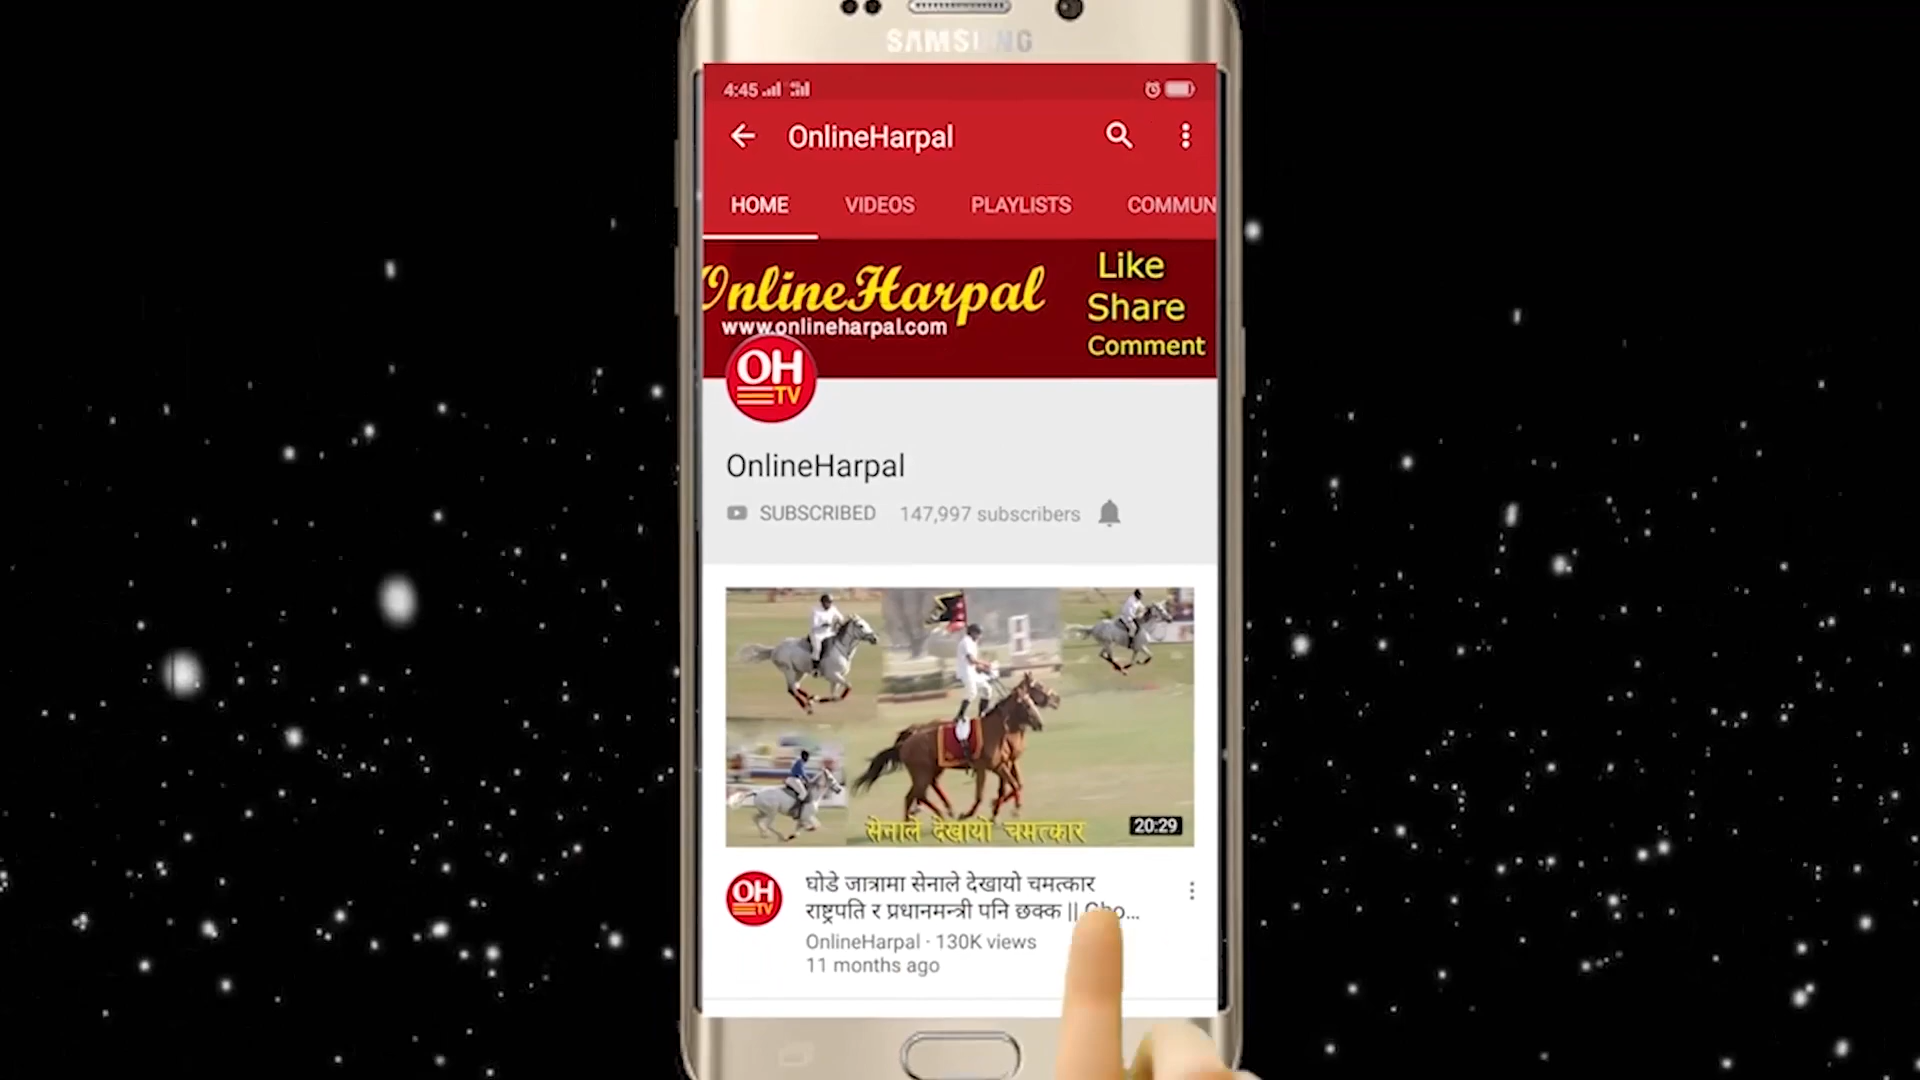 SAMSUNG
4:45
OnlineHarpal
HOME VIDEOS PLAYLISTS COMMUN
OnlineHarpal
www.onlineharpal.com
Like
Share
Comment
OH
TV
OnlineHarpal
SUBSCRIBED 147,997 subscribers
सेनाले देखायो चमत्कार
20:29
OH
TV
घोडे जात्रामा सेनाले देखायो चमत्कार
राष्ट्रपति र प्रधानमन्त्री पनि छक्क ||
OnlineHarpal · 130K views
11 months ago